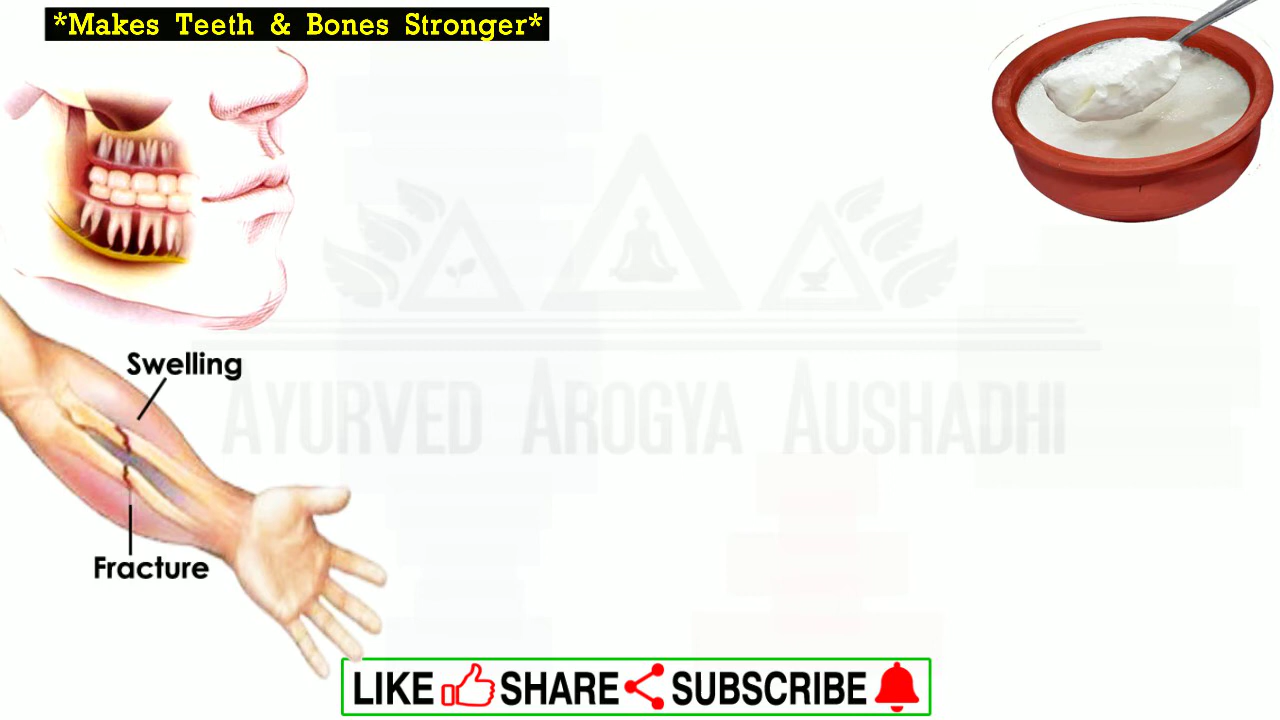 *Makes Teeth & Bones Stronger*
Swelling
AYURVED AROGYA AUSHADHI
Fracture
LIKE SHARE SUBSCRIBE